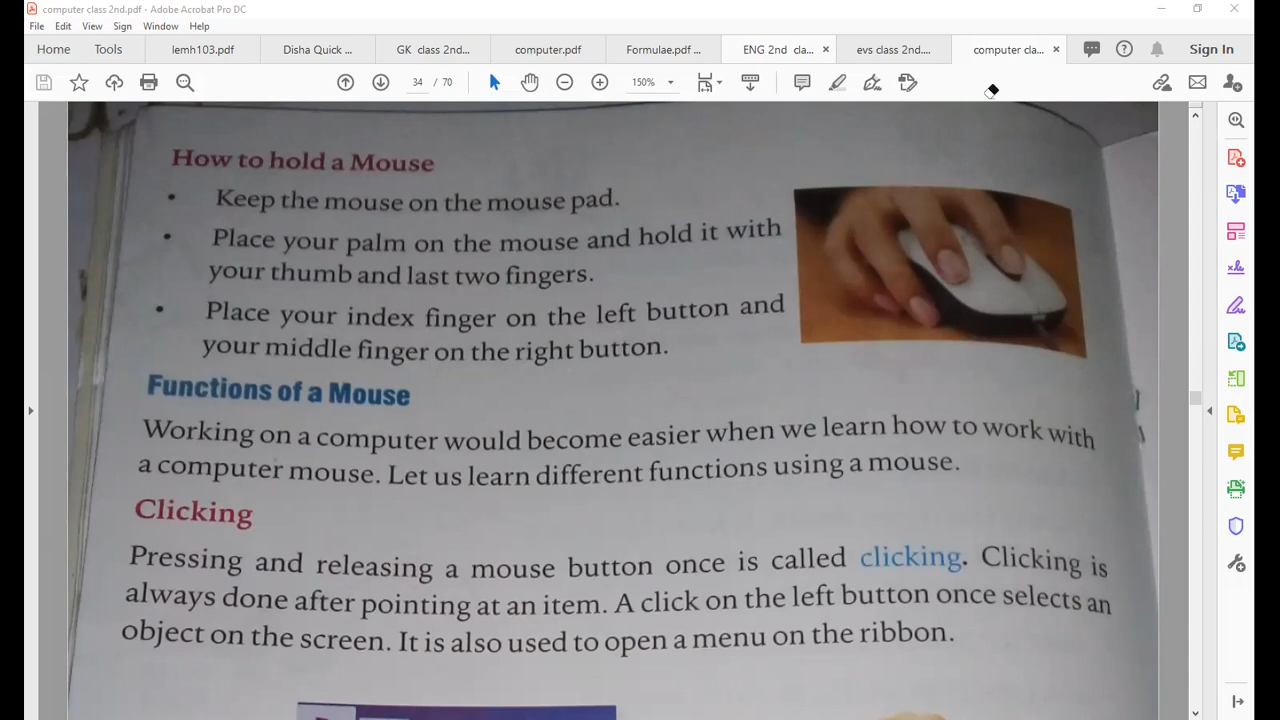 computer class 2nd.pdf - Adobe Acrobat Pro DC
File Edit View Sign Window Help
Home Tools lemh103.pdf Disha Quick ... GK class 2nd... computer.pdf Formulae.pdf ... ENG 2nd cla... × evs class 2nd.... computer cla... × Sign In
34 / 70 150%
How to hold a Mouse
• Keep the mouse on the mouse pad.
• Place your palm on the mouse and hold it with
your thumb and last two fingers.
• Place your index finger on the left button and
your middle finger on the right button.
Functions of a Mouse
Working on a computer would become easier when we learn how to work with
a computer mouse. Let us learn different functions using a mouse.
Clicking
Pressing and releasing a mouse button once is called clicking. Clicking is
always done after pointing at an item. A click on the left button once selects an
object on the screen. It is also used to open a menu on the ribbon.